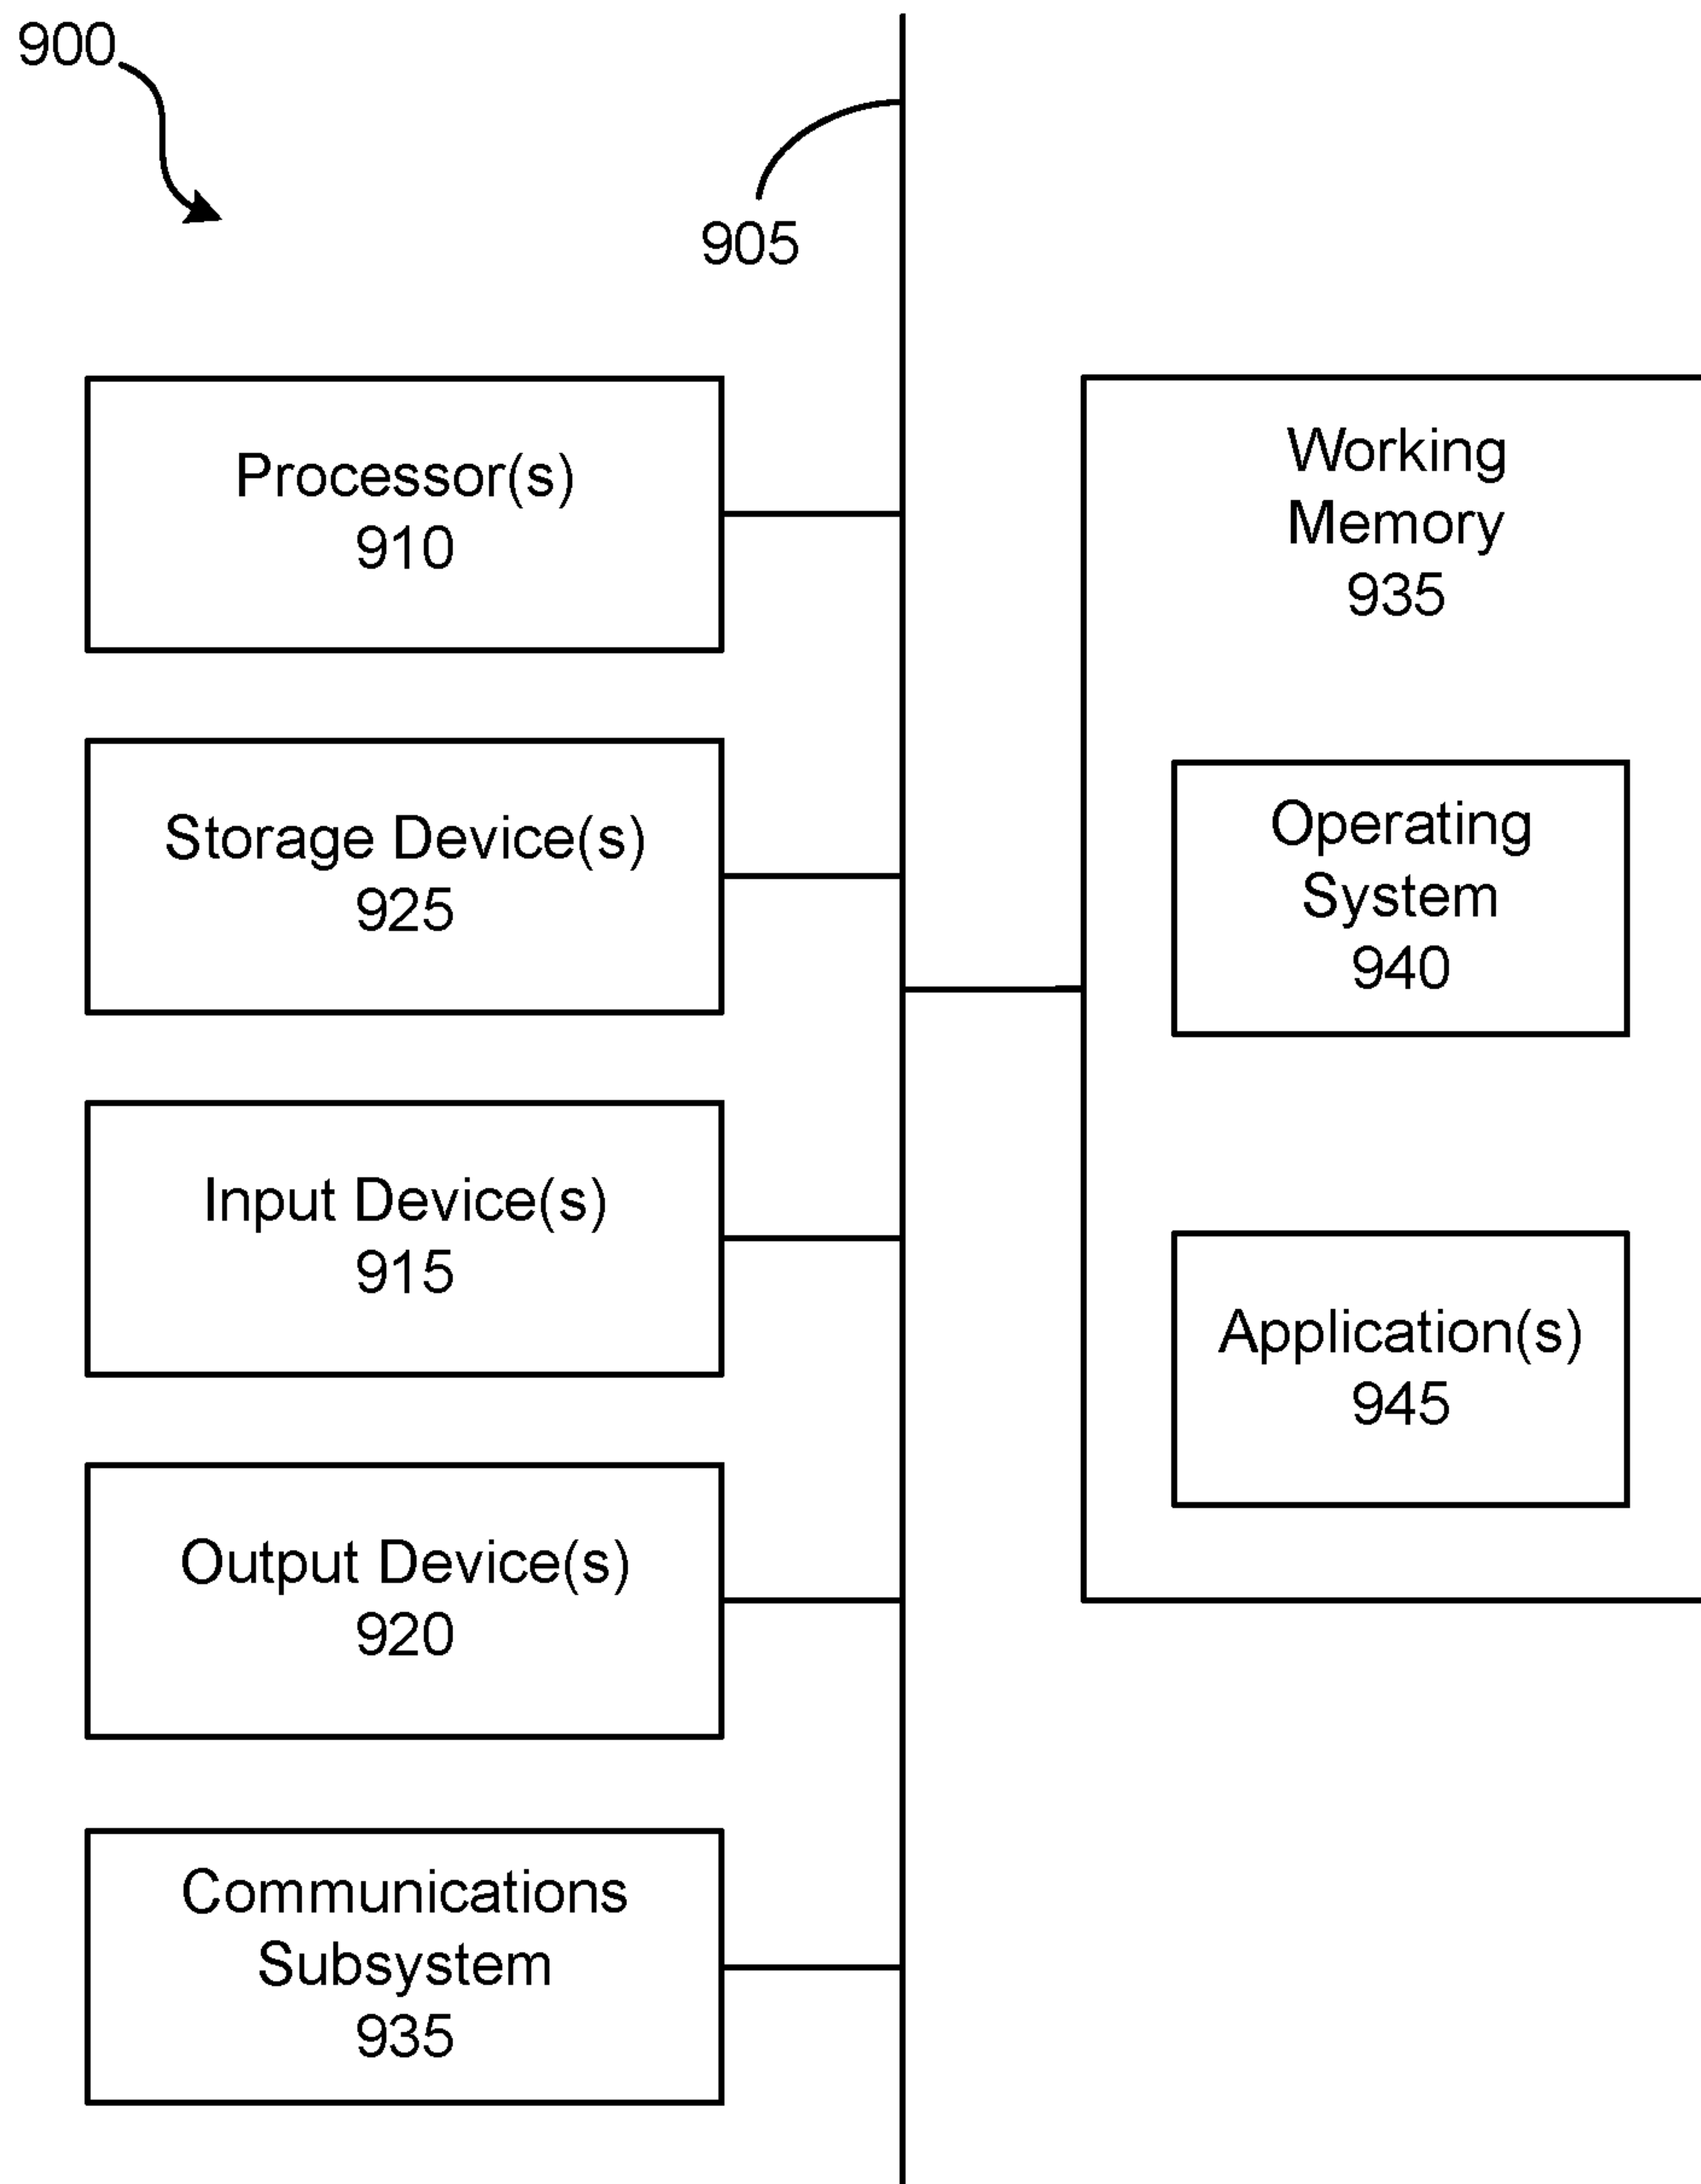 900
905
Processor(s)
910
Storage Device(s)
925
Input Device(s)
915
Output Device(s)
920
Communications
Subsystem
935
Working
Memory
935
Operating
System
940
Application(s)
945